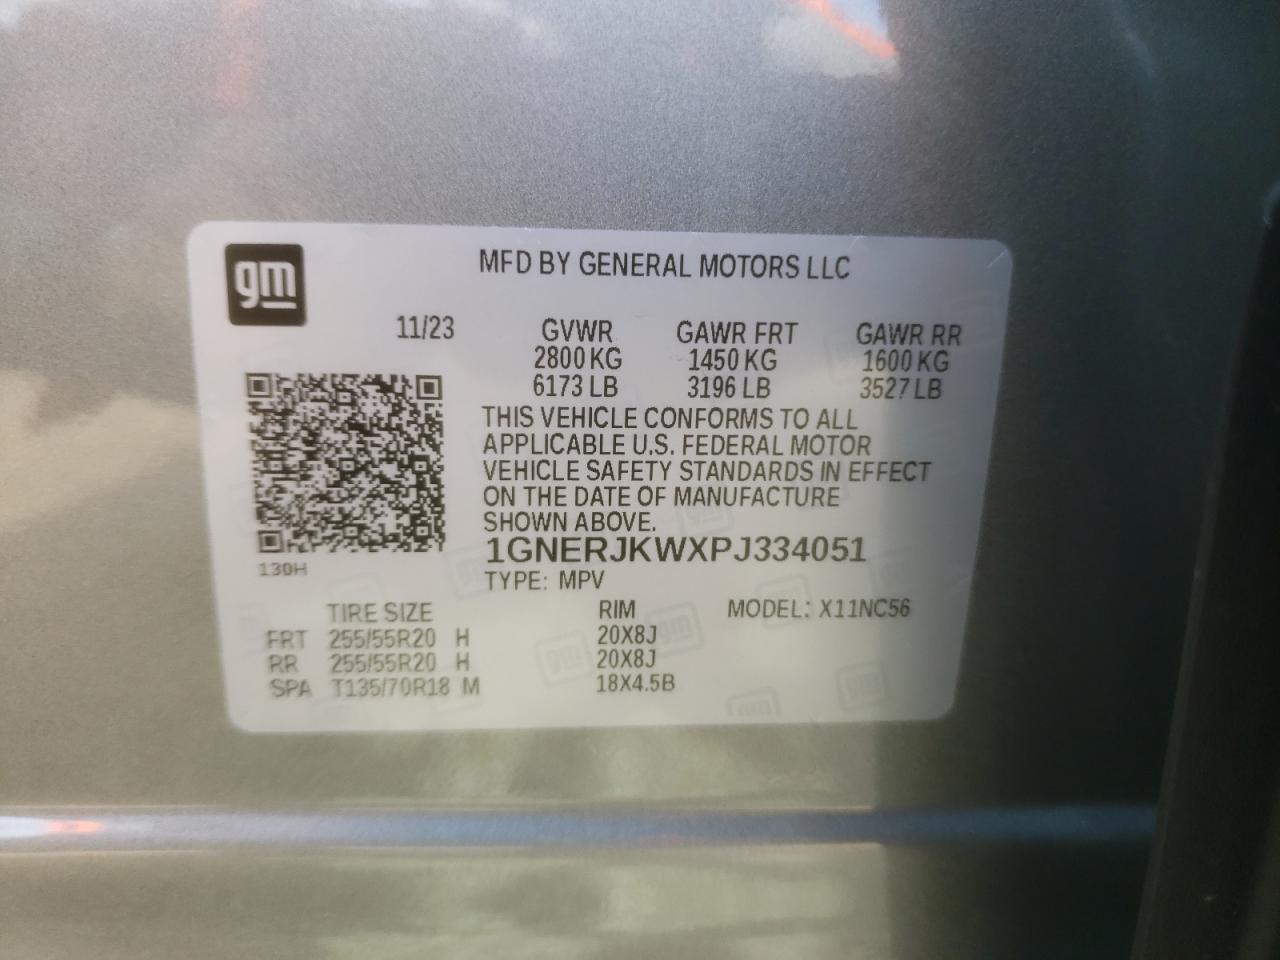 gm
MFD BY GENERAL MOTORS LLC
11/23 GVWR GAWR FRT GAWR RR
2800 KG 1450 KG 1600 KG
6173 LB 3196 LB 3527 LB
THIS VEHICLE CONFORMS TO ALL
APPLICABLE U.S. FEDERAL MOTOR
VEHICLE SAFETY STANDARDS IN EFFECT
ON THE DATE OF MANUFACTURE
SHOWN ABOVE.
1GNERJKWXPJ334051
130H
TYPE: MPV
TIRE SIZE RIM MODEL: X11NC56
FRT 255/55R20 H 20X8J
RR 255/55R20 H 20X8J
SPA T135/70R18 M 18X4.5B